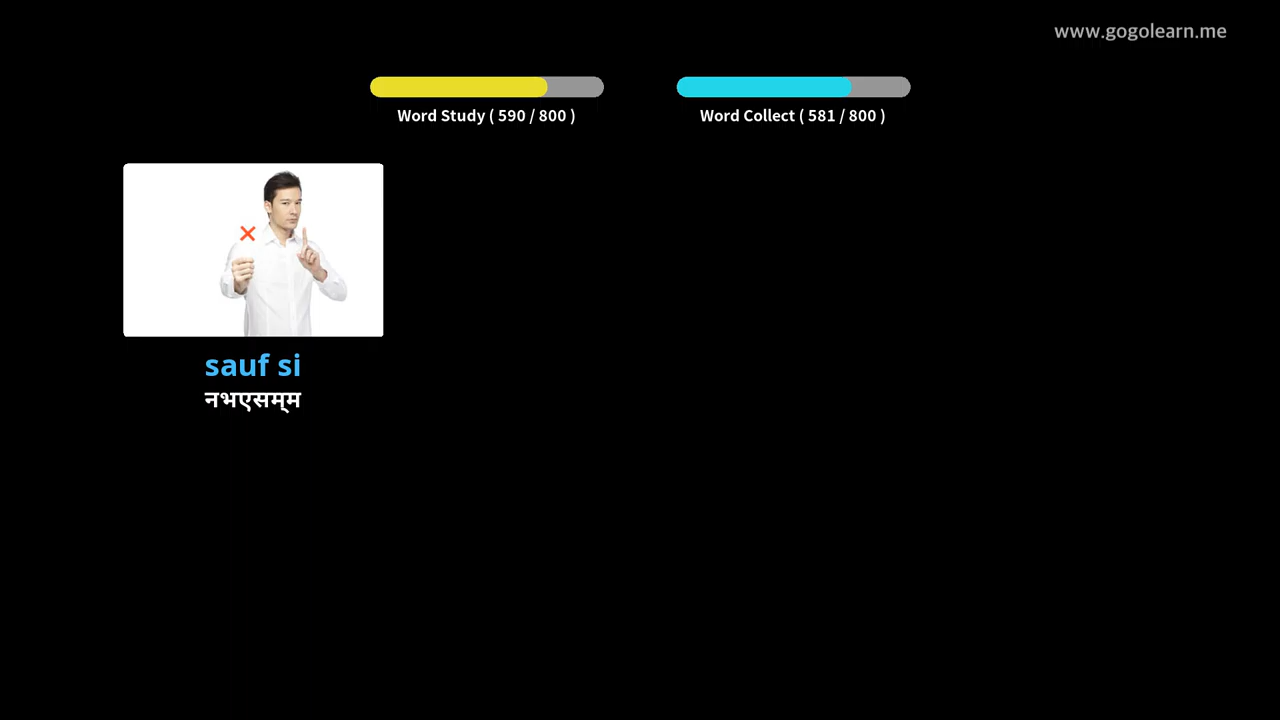 www.gogolearn.me
Word Study ( 590 / 800 )
Word Collect ( 581 / 800 )
sauf si
नभएसम्म